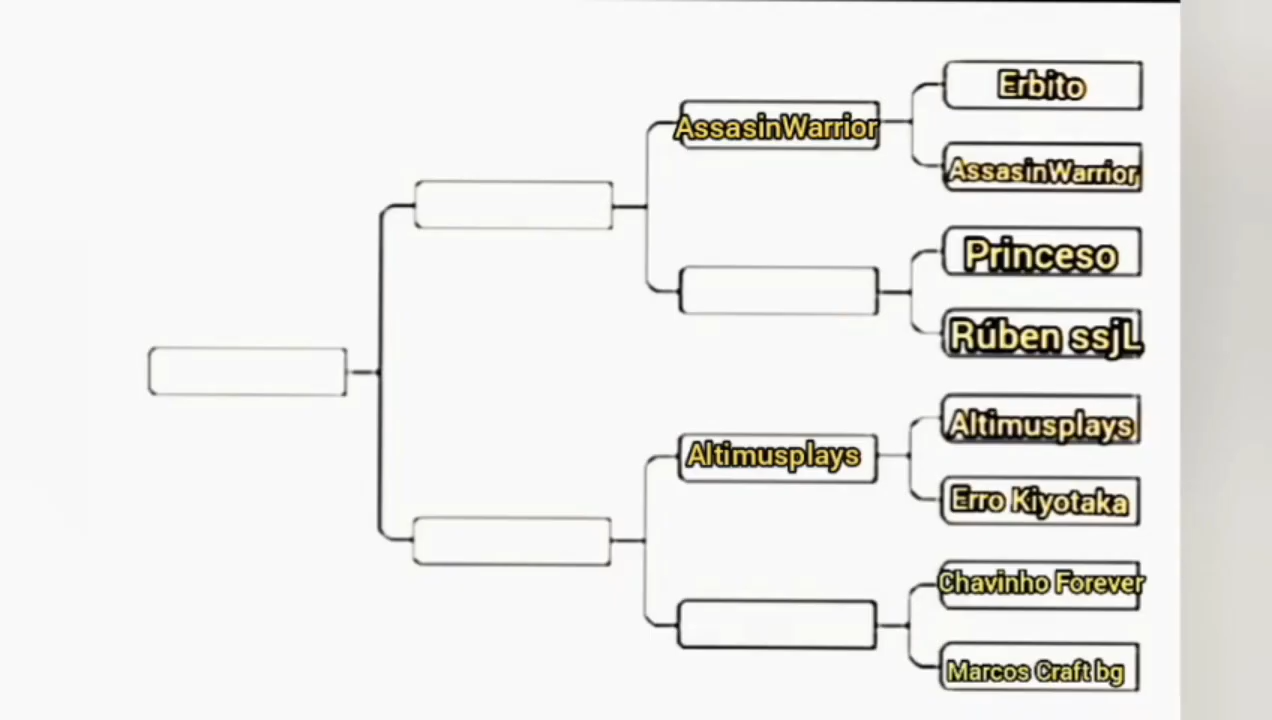 Erbito
AssasinWarrior
AssasinWarrior
Princeso
Rúben ssjL
Altimusplays
Altimusplays
Erro Kiyotaka
Chavinho Forever
Marcos Craft bg